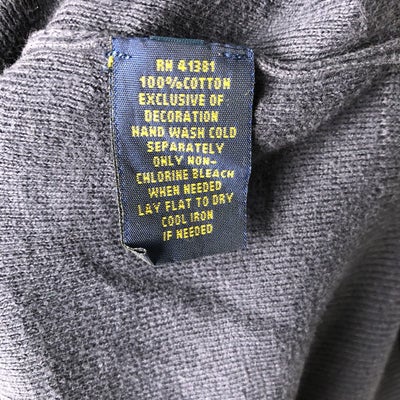 RN 41381
100%COTTON
EXCLUSIVE OF
DECORATION
HAND WASH COLD
SEPARATELY
ONLY NON-
CHLORINE BLEACH
WHEN NEEDED
LAY FLAT TO DRY
COOL IRON
IF NEEDED